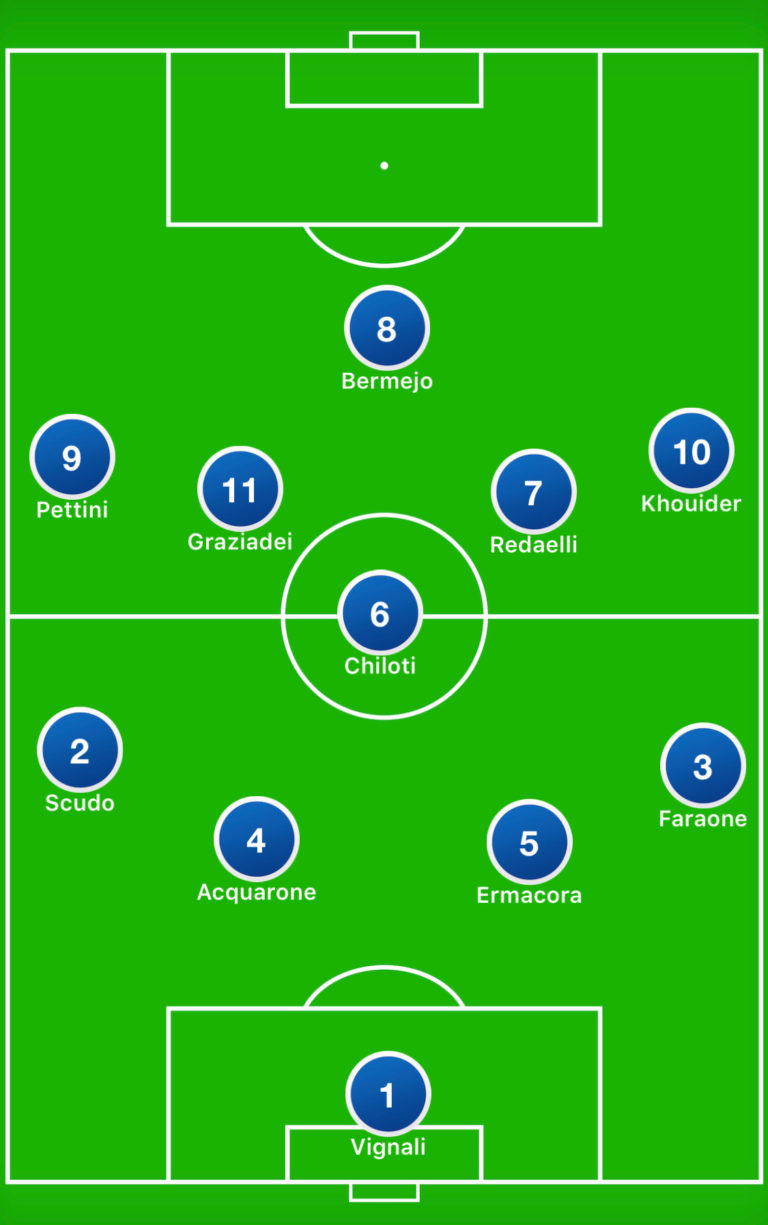 8
Bermejo
9
Pettini
11
Graziadei
7
Redaelli
10
Khouider
6
Chiloti
2
Scudo
4
Acquarone
5
Ermacora
3
Faraone
1
Vignali